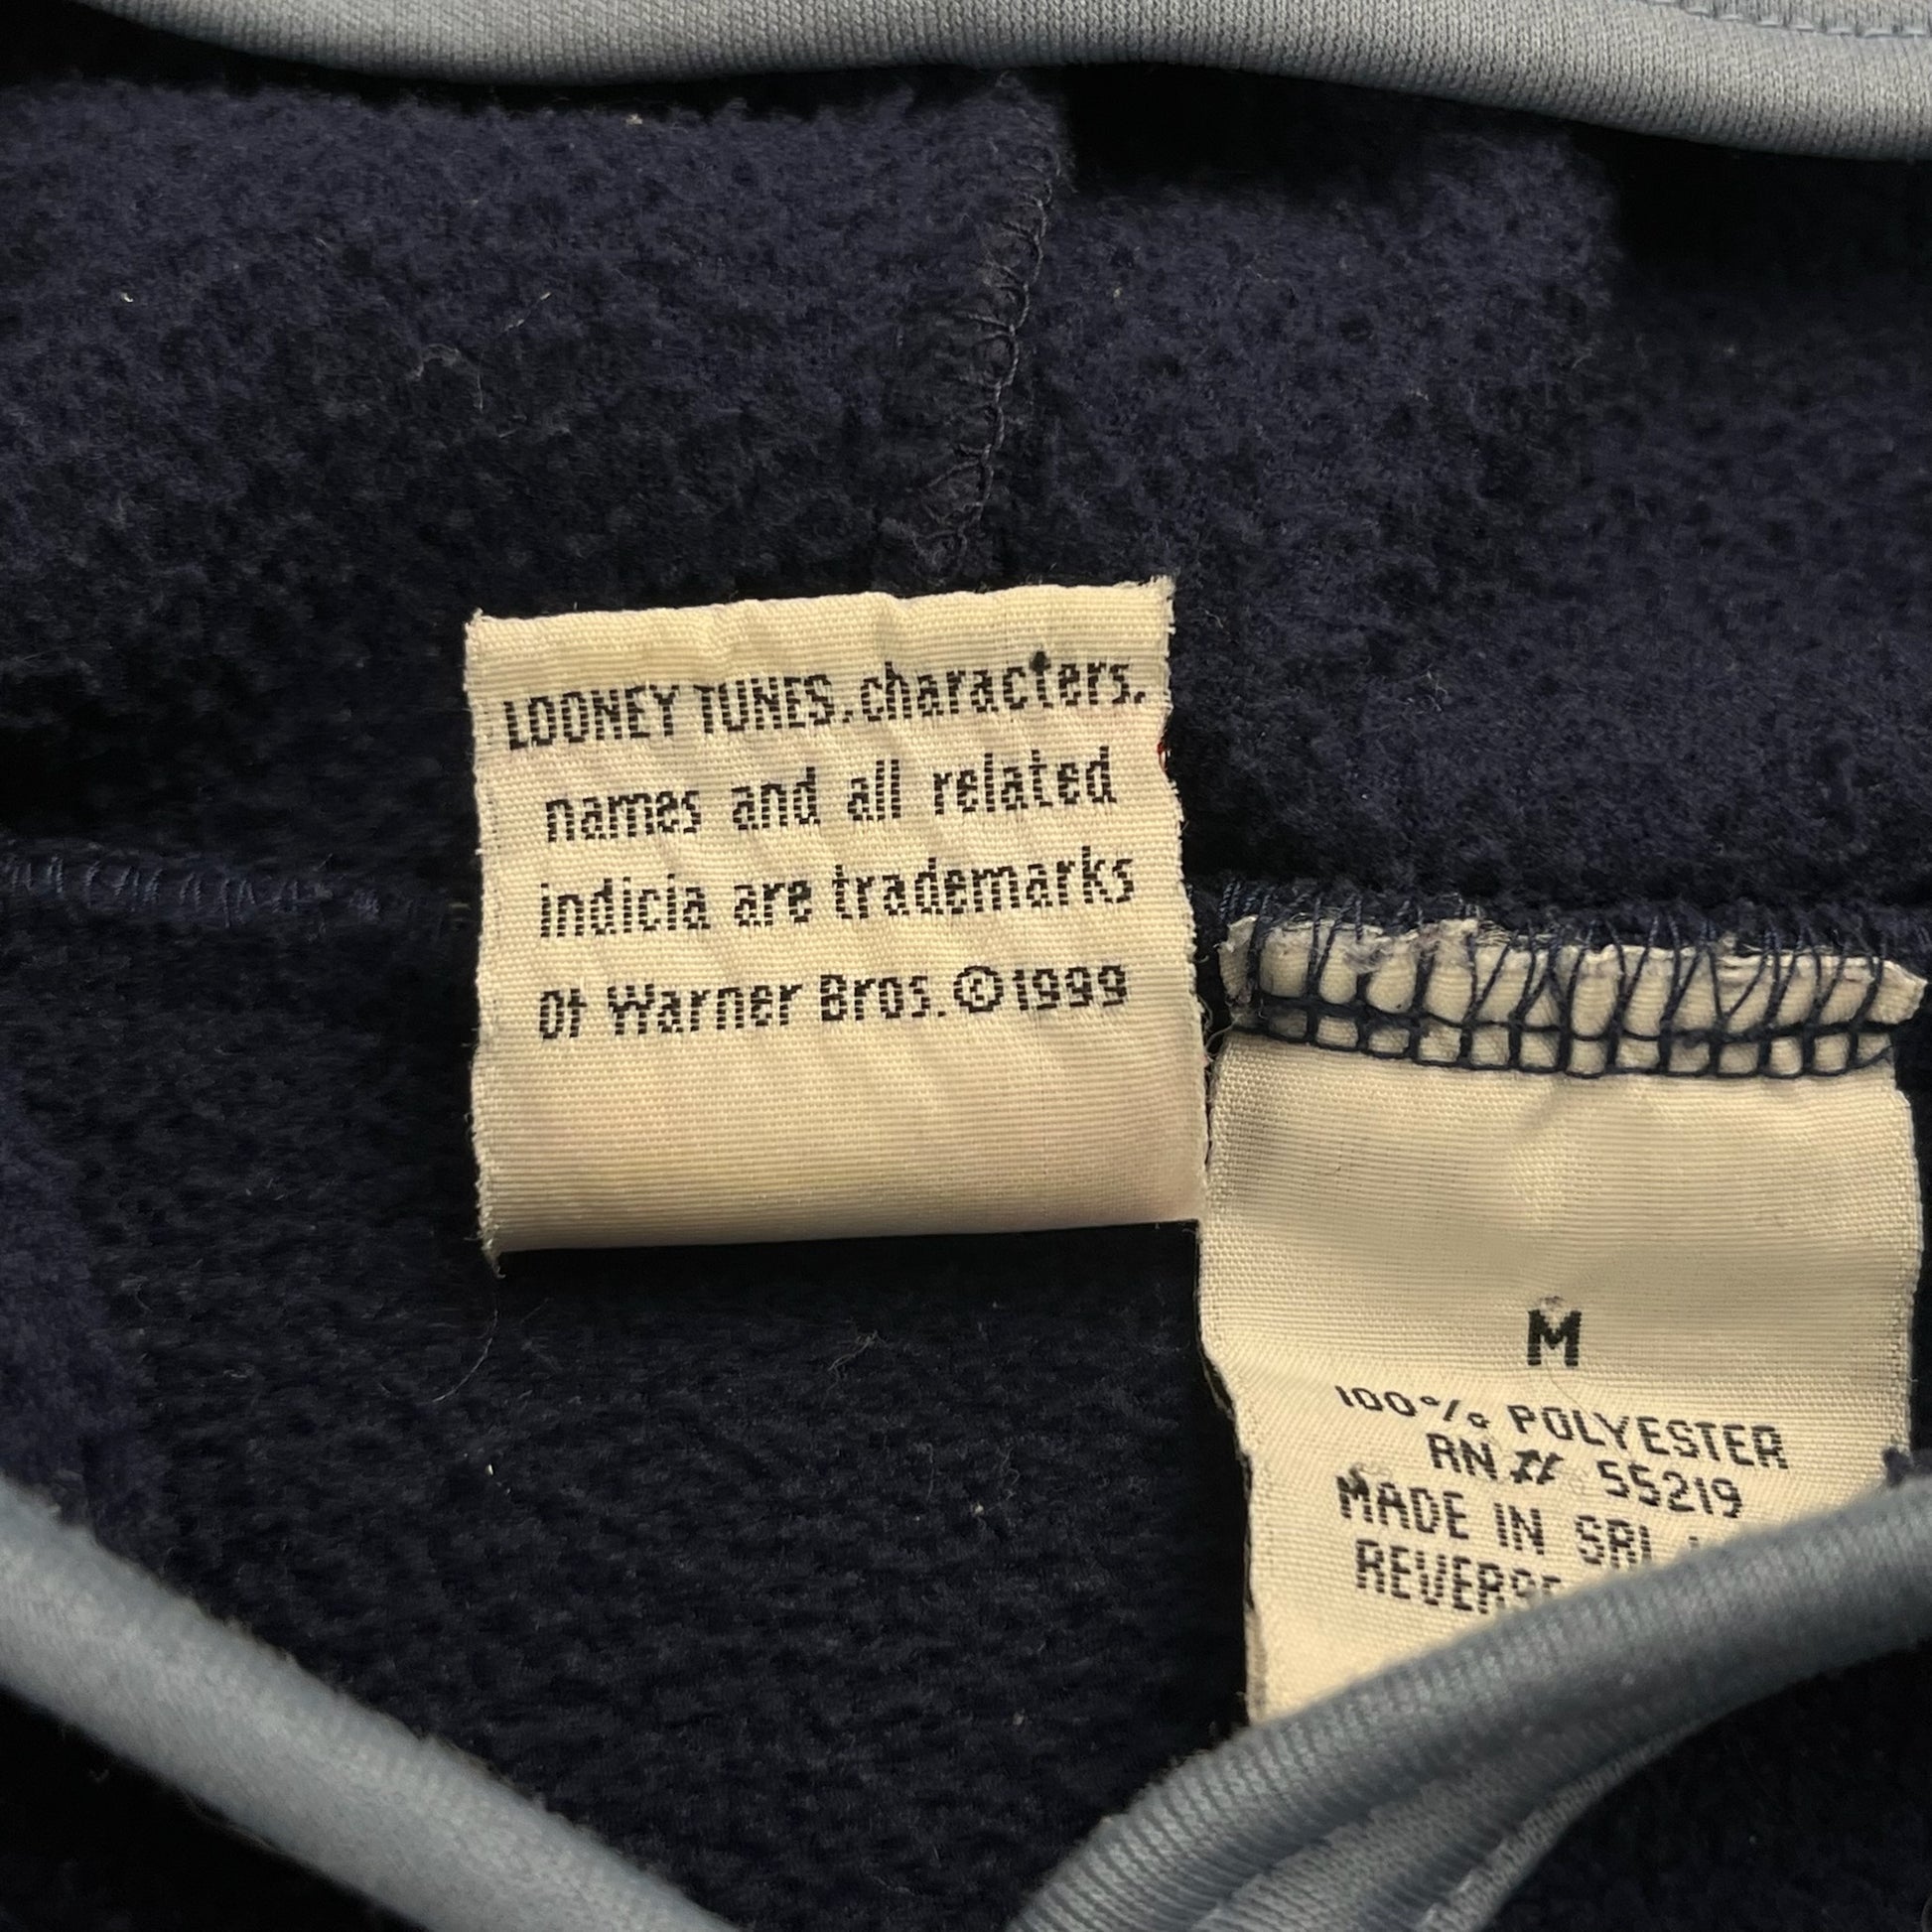 LOONEY TUNES, characters,
names and all related
indicia are trademarks
of Warner Bros. ©1999
M
100% POLYESTER
RN # 55219
MADE IN SRI
REVERSE